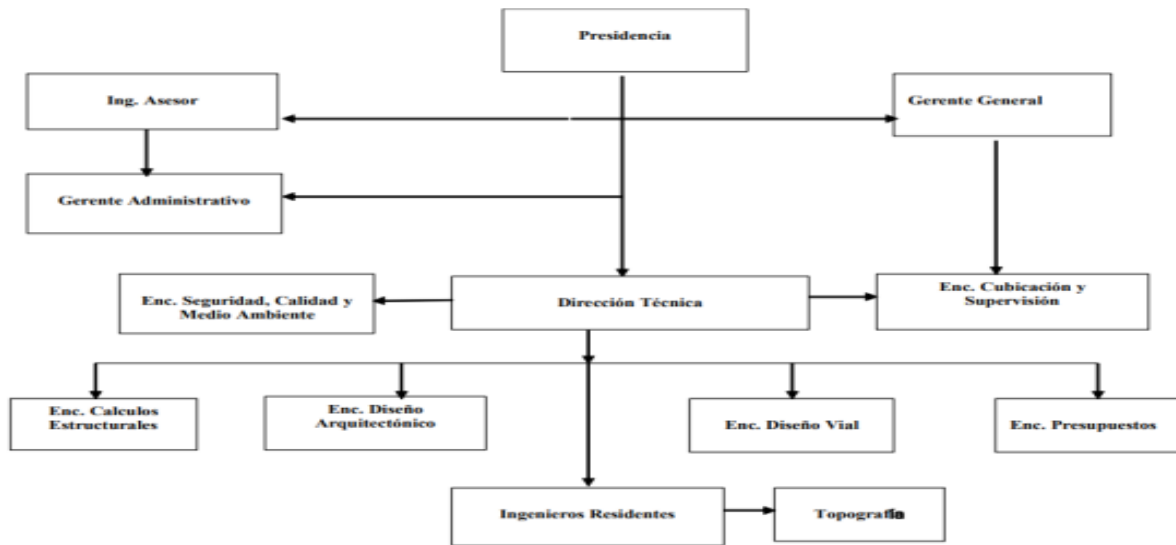 Presidencia
Ing. Asesor
Gerente General
Gerente Administrativo
Enc. Seguridad, Calidad y
Medio Ambiente
Dirección Técnica
Enc. Cubicación y
Supervisión
Enc. Calculos
Estructurales
Enc. Diseño
Arquitectónico
Enc. Diseño Vial
Enc. Presupuestos
Ingenieros Residentes
Topografía